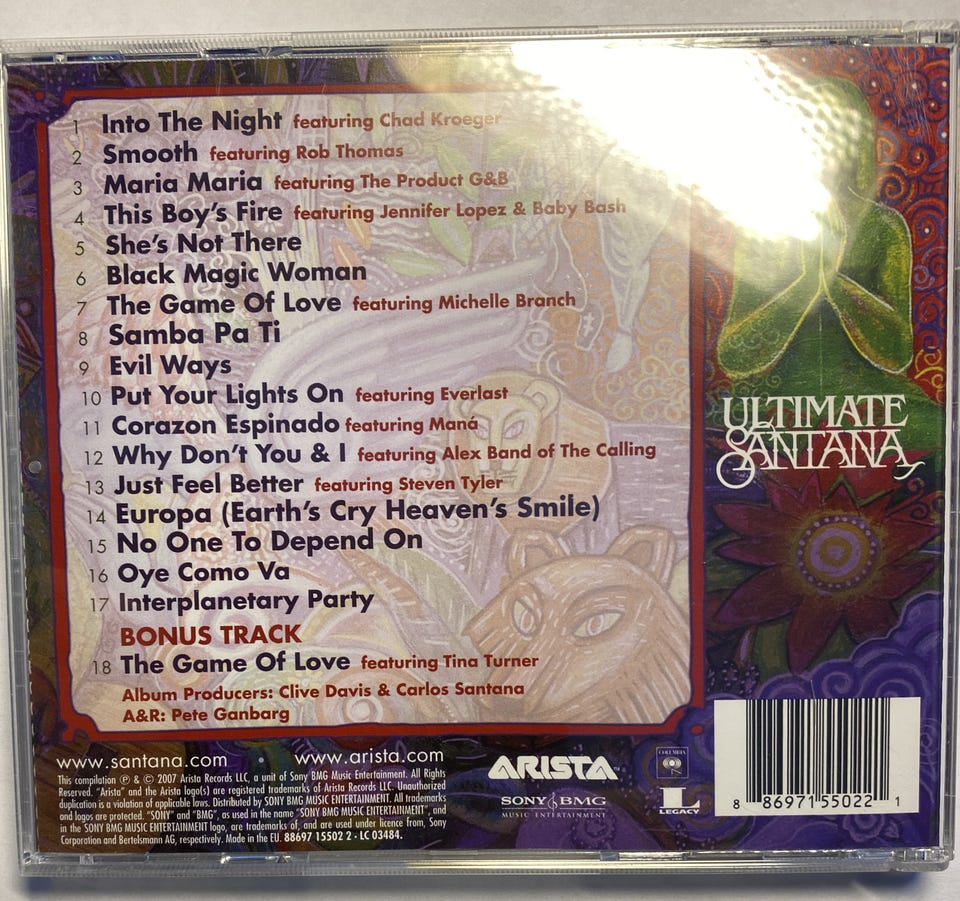 1 Into The Night featuring Chad Kroeger
2 Smooth featuring Rob Thomas
3 Maria Maria featuring The Product G&B
4 This Boy's Fire featuring Jennifer Lopez & Baby Bash
5 She's Not There
6 Black Magic Woman
7 The Game Of Love featuring Michelle Branch
8 Samba Pa Ti
9 Evil Ways
10 Put Your Lights On featuring Everlast
11 Corazon Espinado featuring Maná
12 Why Don't You & I featuring Alex Band of The Calling
13 Just Feel Better featuring Steven Tyler
14 Europa (Earth's Cry Heaven's Smile)
15 No One To Depend On
16 Oye Como Va
17 Interplanetary Party
BONUS TRACK
18 The Game Of Love featuring Tina Turner
Album Producers: Clive Davis & Carlos Santana
A&R: Pete Ganbarg
ULTIMATE
SANTANA
www.santana.com • www.arista.com
This compilation ℗ & © 2007 Arista Records LLC, a unit of Sony BMG Music Entertainment. All Rights
Reserved. "Arista" and the Arista logo(s) are registered trademarks of Arista Records LLC. Unauthorized
duplication is a violation of applicable laws. Distributed by SONY BMG MUSIC ENTERTAINMENT. All trademarks
and logos are protected. "SONY" and "BMG", as used in the name "SONY BMG MUSIC ENTERTAINMENT", and
in the SONY BMG MUSIC ENTERTAINMENT logo, are trademarks of, and are used under licence from, Sony
Corporation and Bertelsmann AG, respectively. Made in the EU. 88697 15502 2 - LC 03484.
ARISTA™
SONY BMG
MUSIC ENTERTAINMENT
COLUMBIA
L
LEGACY
8 86971 55022 1